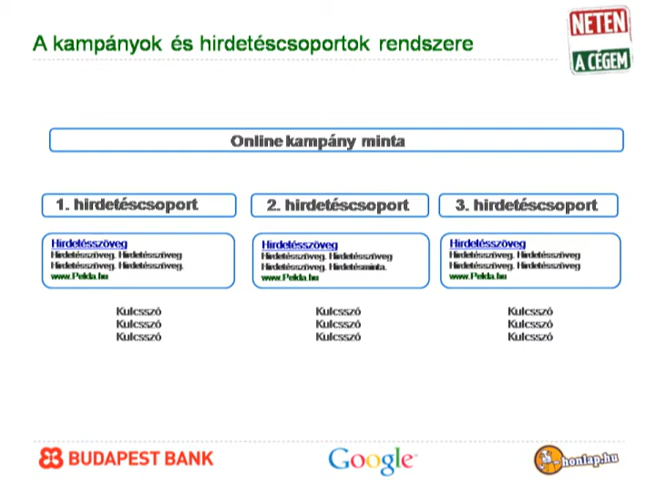 A kampányok és hirdetéscsoportok rendszere
NETEN
A CÉGEM
Online kampány minta
1. hirdetéscsoport
2. hirdetéscsoport
3. hirdetéscsoport
Hirdetésszöveg
Hirdetésszöveg. Hirdetésszöveg
Hirdetésszöveg. Hirdetésszöveg.
www.Pelda.hu
Hirdetésszöveg
Hirdetésszöveg. Hirdetésszöveg
Hirdetésszöveg. Hirdetésminta.
www.Pelda.hu
Hirdetésszöveg
Hirdetésszöveg. Hirdetésszöveg
Hirdetésszöveg. Hirdetésszöveg
www.Pelda.hu
Kulcsszó
Kulcsszó
Kulcsszó
Kulcsszó
Kulcsszó
Kulcsszó
Kulcsszó
Kulcsszó
Kulcsszó
BUDAPEST BANK
Google
honlap.hu